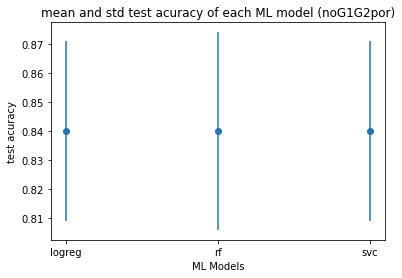 mean and std test acuracy of each ML model (noG1G2por)
0.87
0.86
0.85
0.84
0.83
0.82
0.81
test acuracy
logreg rf svc
ML Models